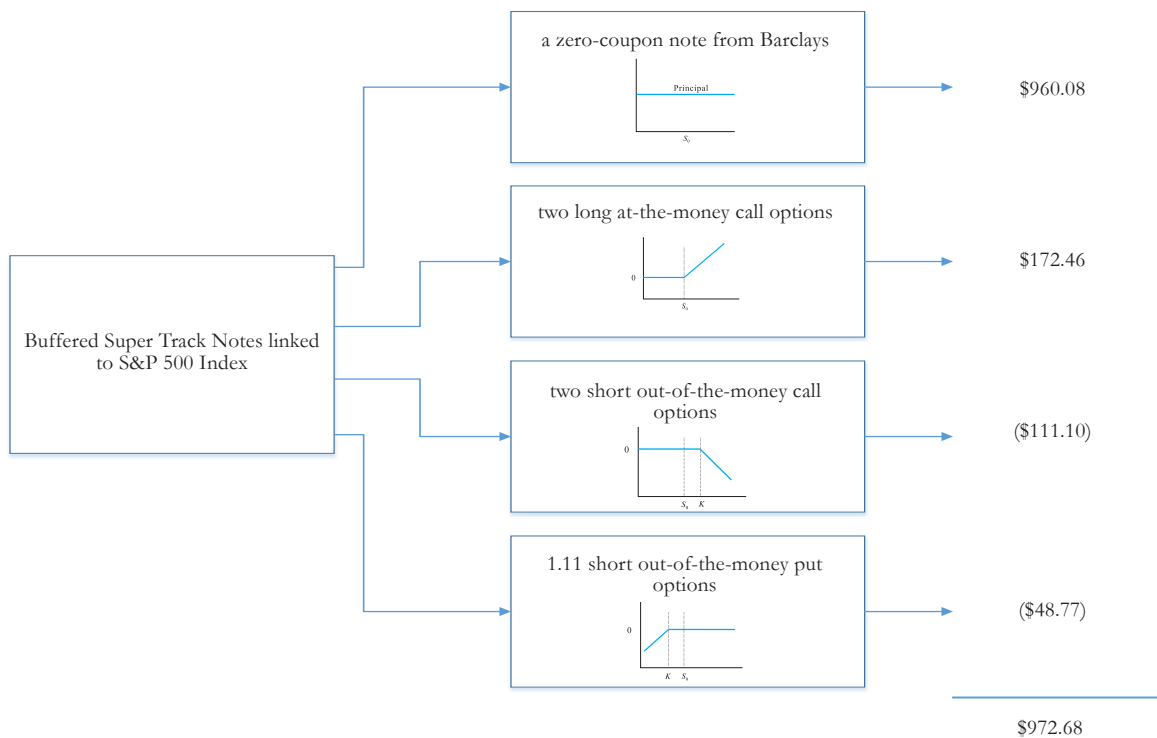 a zero-coupon note from Barclays
Principal
S₀
$960.08
two long at-the-money call options
0
S₀
$172.46
Buffered Super Track Notes linked
to S&P 500 Index
two short out-of-the-money call
options
0
S₀ K
($111.10)
1.11 short out-of-the-money put
options
0
K S₀
($48.77)
$972.68